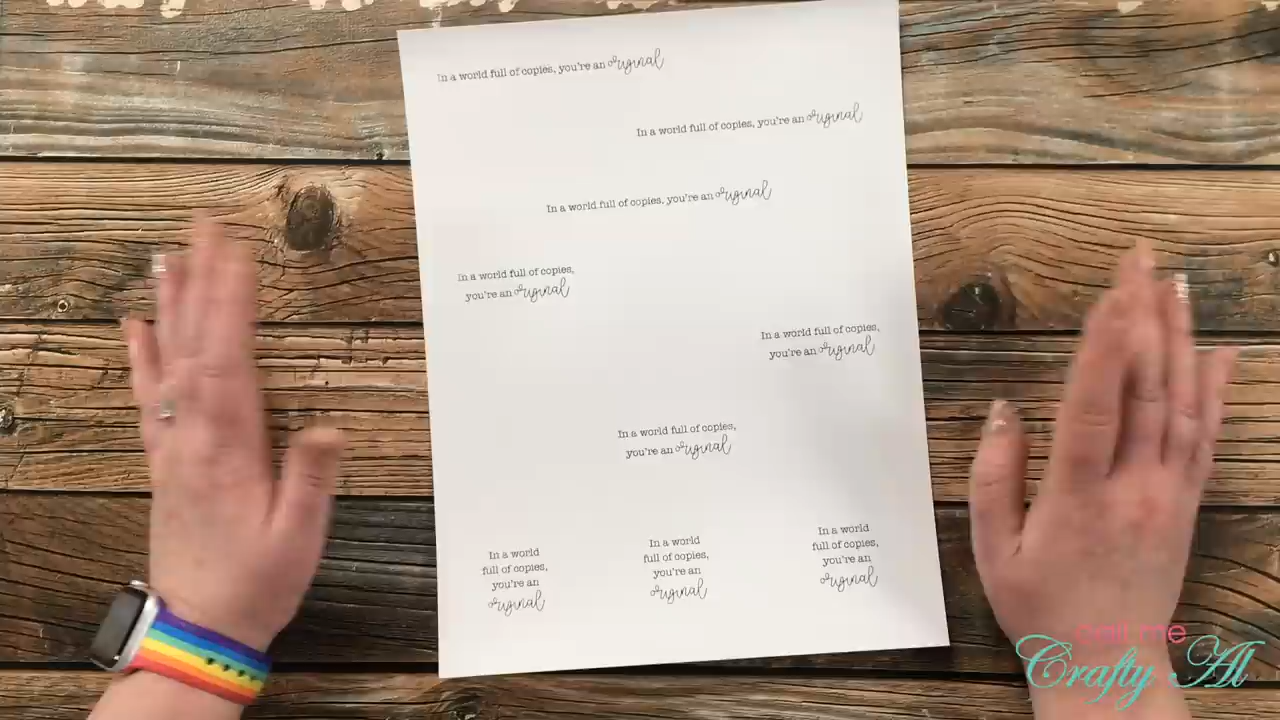 In a world full of copies, you're an original
In a world full of copies, you're an original
In a world full of copies, you're an original
In a world full of copies,
you're an original
In a world full of copies,
you're an original
In a world full of copies,
you're an original
In a world
full of copies,
you're an
original
In a world
full of copies,
you're an
original
In a world
full of copies,
you're an
original
call me
Crafty Al